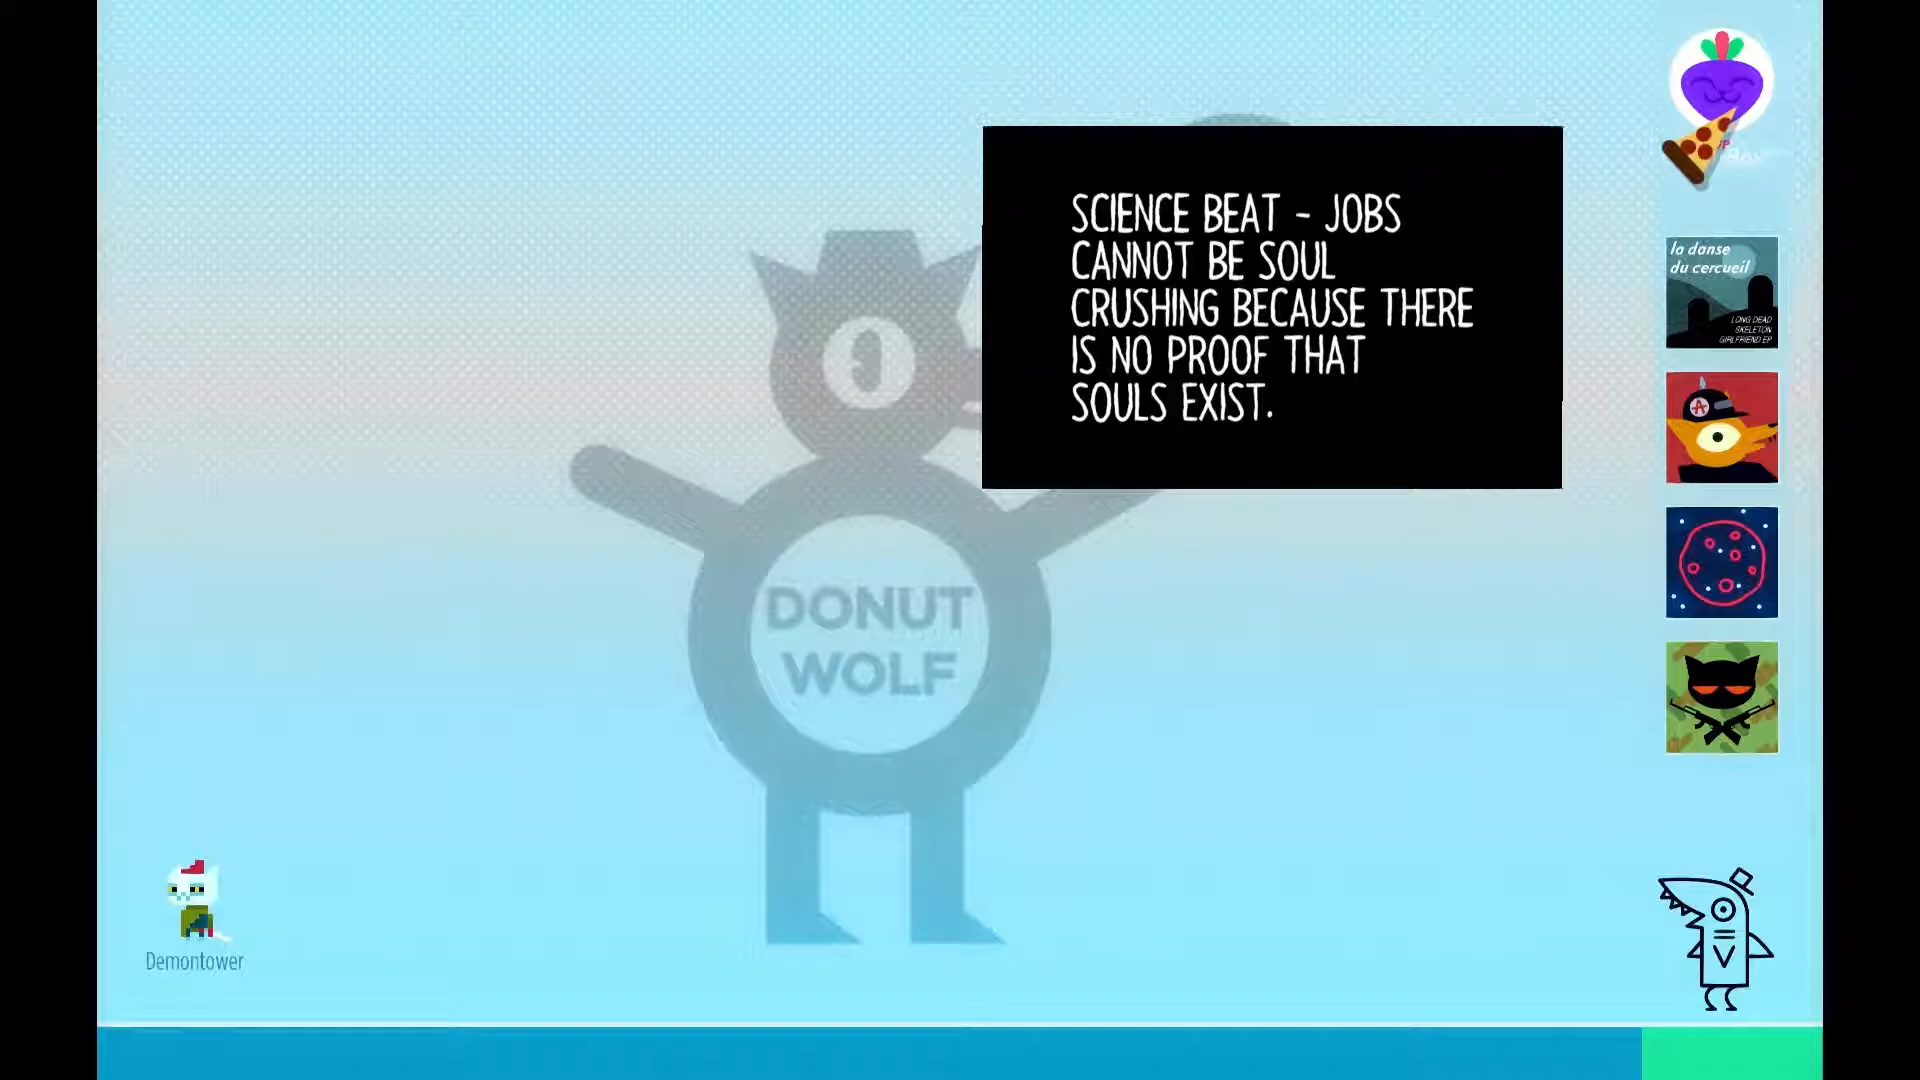 SCIENCE BEAT - JOBS
CANNOT BE SOUL
CRUSHING BECAUSE THERE
IS NO PROOF THAT
SOULS EXIST.
DONUT
WOLF
la danse
du cercueil
LONG DEAD
SKELETON
GIRLFRIEND EP
A
Demontower